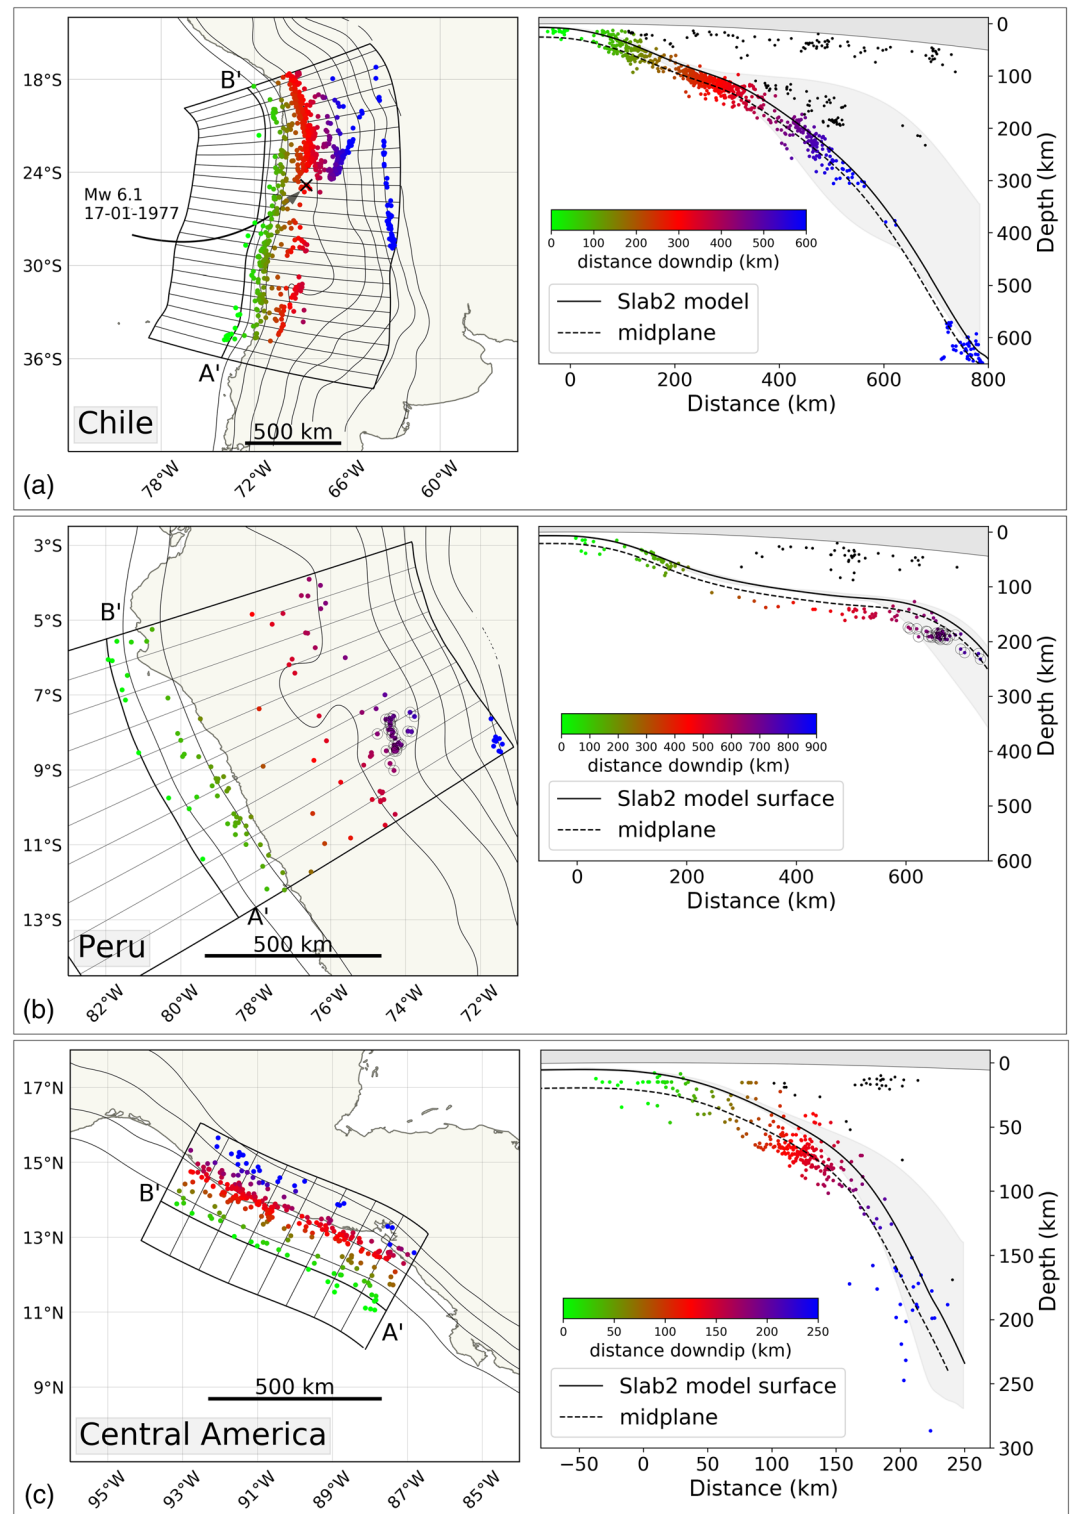 18°S
24°S
30°S
36°S
B'
A'
Mw 6.1
17-01-1977
Chile
500 km
78°W
72°W
66°W
60°W
(a)
0
100
200
300
400
500
600
Depth (km)
0
100
200
300
400
500
600
distance downdip (km)
Slab2 model
midplane
0
200
400
600
800
Distance (km)
3°S
5°S
7°S
9°S
11°S
13°S
B'
A'
Peru
500 km
82°W
80°W
78°W
76°W
74°W
72°W
(b)
0
100
200
300
400
500
600
Depth (km)
0
100
200
300
400
500
600
700
800
900
distance downdip (km)
Slab2 model surface
midplane
0
200
400
600
Distance (km)
17°N
15°N
13°N
11°N
9°N
B'
A'
500 km
Central America
95°W
93°W
91°W
89°W
87°W
85°W
(c)
0
50
100
150
200
250
300
Depth (km)
0
50
100
150
200
250
distance downdip (km)
Slab2 model surface
midplane
−50
0
50
100
150
200
250
Distance (km)